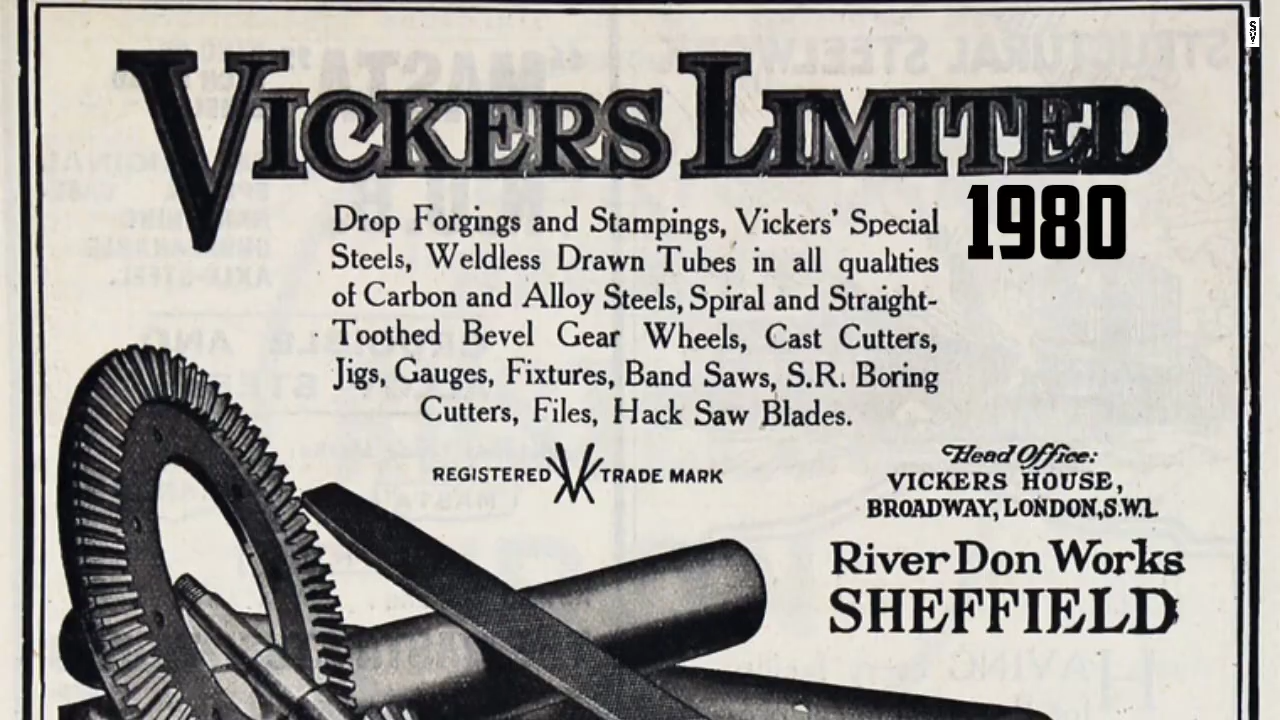 VICKERS LIMITED
1980
Drop Forgings and Stampings, Vickers' Special
Steels, Weldless Drawn Tubes in all qualities
of Carbon and Alloy Steels, Spiral and Straight-
Toothed Bevel Gear Wheels, Cast Cutters,
Jigs, Gauges, Fixtures, Band Saws, S.R. Boring
Cutters, Files, Hack Saw Blades.
REGISTERED TRADE MARK
Head Office:
VICKERS HOUSE,
BROADWAY, LONDON, S.W.1.
River Don Works
SHEFFIELD